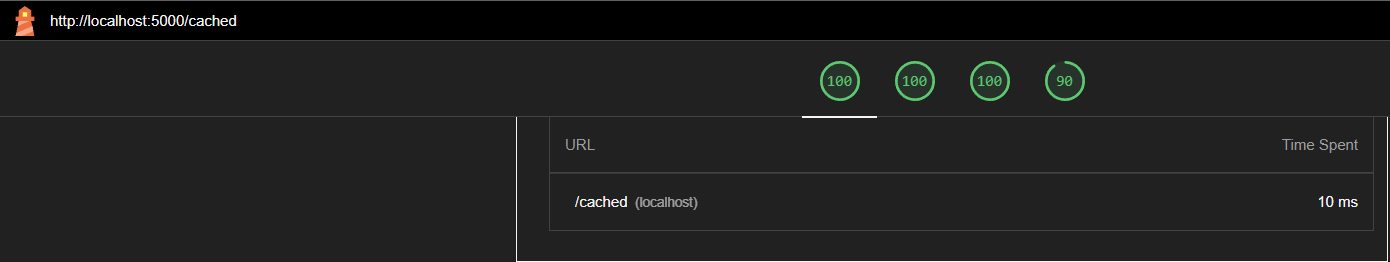 http://localhost:5000/cached
100 100 100 90
URL Time Spent
/cached (localhost) 10 ms